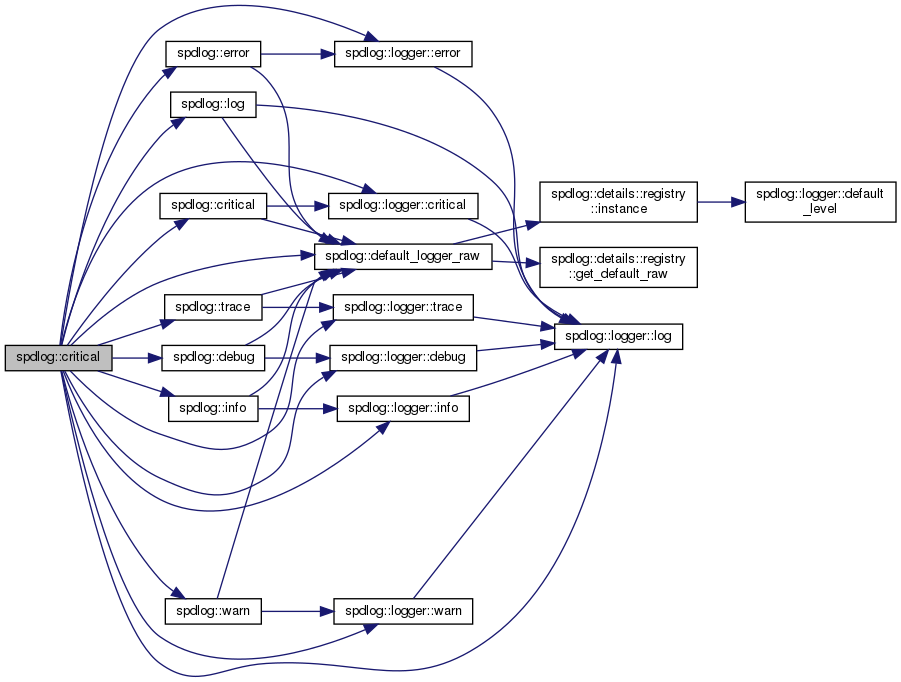 spdlog::error
spdlog::logger::error
spdlog::log
spdlog::details::registry
::instance
spdlog::logger::default
_level
spdlog::critical
spdlog::logger::critical
spdlog::default_logger_raw
spdlog::details::registry
::get_default_raw
spdlog::trace
spdlog::logger::trace
spdlog::logger::log
spdlog::critical
spdlog::debug
spdlog::logger::debug
spdlog::info
spdlog::logger::info
spdlog::warn
spdlog::logger::warn